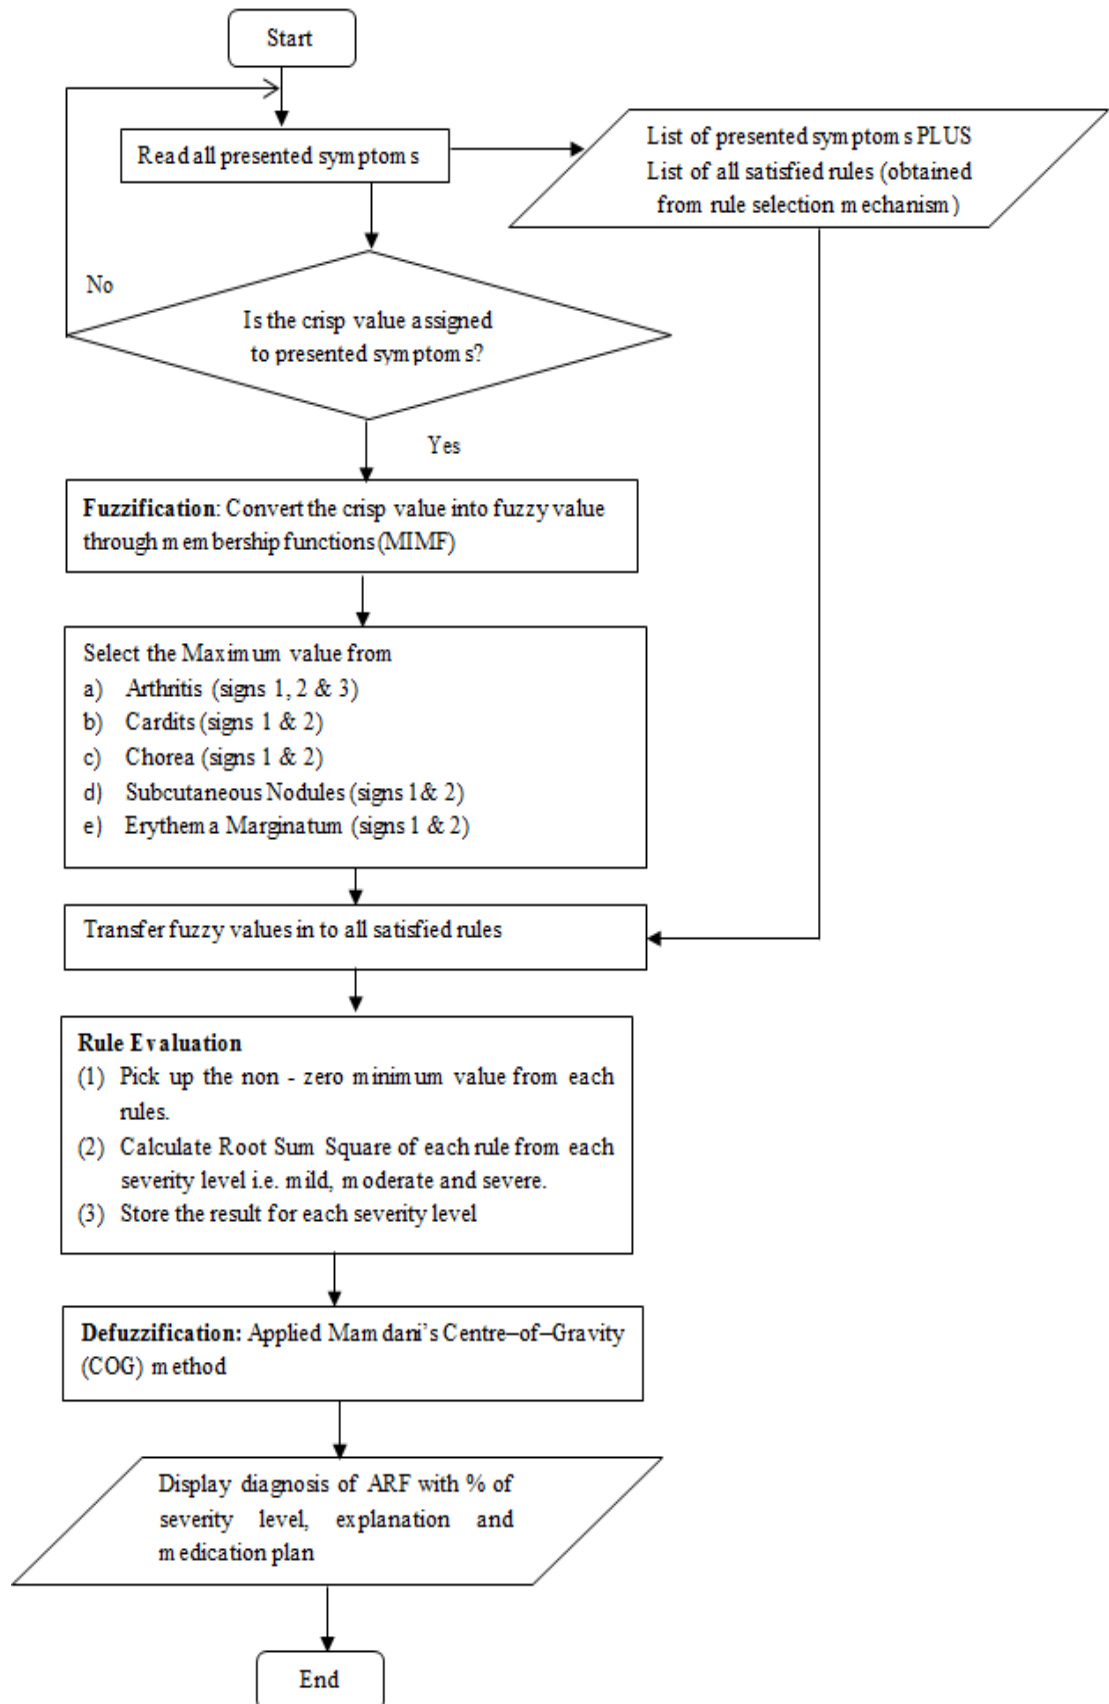 Start
Read all presented symptoms
List of presented symptoms PLUS
List of all satisfied rules (obtained
from rule selection mechanism)
No
Is the crisp value assigned
to presented symptoms?
Yes
Fuzzification: Convert the crisp value into fuzzy value
through membership functions (MIMF)
Select the Maximum value from
a) Arthritis (signs 1, 2 & 3)
b) Cardits (signs 1 & 2)
c) Chorea (signs 1 & 2)
d) Subcutaneous Nodules (signs 1& 2)
e) Erythema Marginatum (signs 1 & 2)
Transfer fuzzy values in to all satisfied rules
Rule Evaluation
(1) Pick up the non - zero minimum value from each
rules.
(2) Calculate Root Sum Square of each rule from each
severity level i.e. mild, moderate and severe.
(3) Store the result for each severity level
Defuzzification: Applied Mamdani's Centre–of–Gravity
(COG) method
Display diagnosis of ARF with % of
severity level, explanation and
medication plan
End